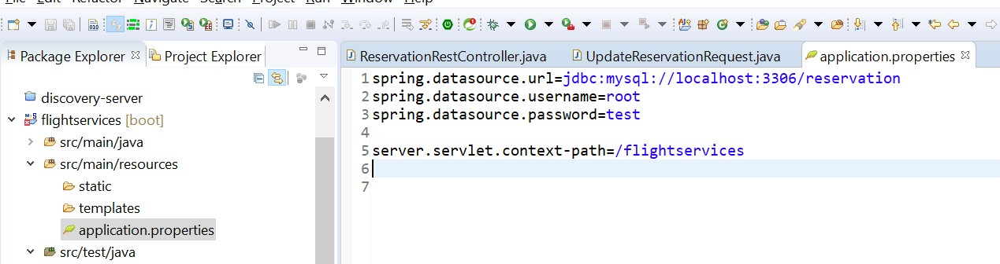 File Edit Refactor Navigate Search Project Run Window Help
Package Explorer
Project Explorer
discovery-server
flightservices [boot]
src/main/java
src/main/resources
static
templates
application.properties
src/test/java
ReservationRestController.java
UpdateReservationRequest.java
application.properties
1 spring.datasource.url=jdbc:mysql://localhost:3306/reservation
2 spring.datasource.username=root
3 spring.datasource.password=test
4
5 server.servlet.context-path=/flightservices
6
7